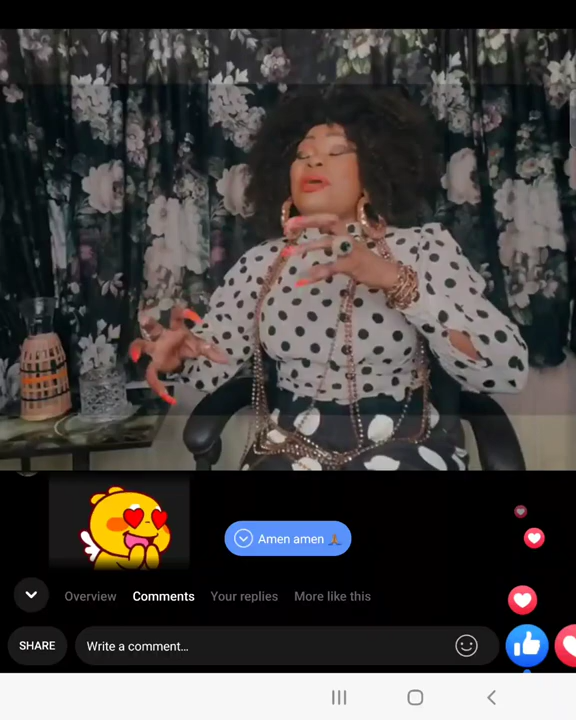 Amen amen 🙏🏾
Overview Comments Your replies More like this
SHARE Write a comment...